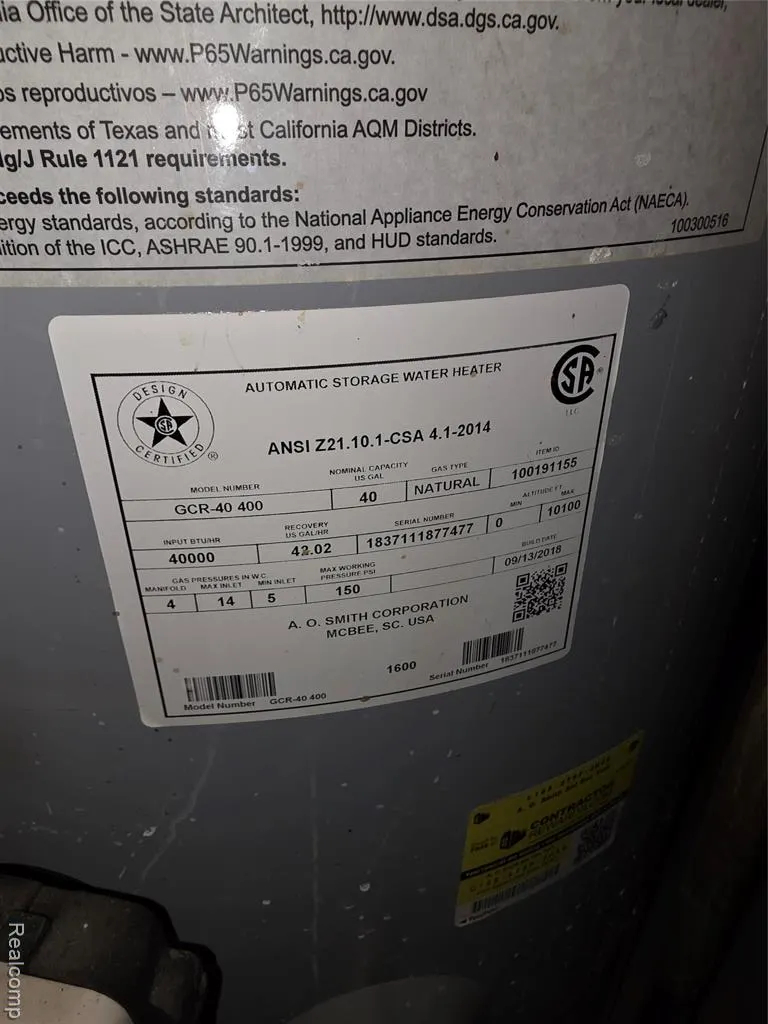 ia Office of the State Architect, http://www.dsa.dgs.ca.gov.
uctive Harm - www.P65Warnings.ca.gov.
os reproductivos – www.P65Warnings.ca.gov
ements of Texas and st California AQM Districts.
g/J Rule 1121 requirements.
ceeds the following standards:
ergy standards, according to the National Appliance Energy Conservation Act (NAECA).
ition of the ICC, ASHRAE 90.1-1999, and HUD standards.
100300516
DESIGN
SA
CERTIFIED
®
AUTOMATIC STORAGE WATER HEATER
ANSI Z21.10.1-CSA 4.1-2014
SA
®
LLC
MODEL NUMBER
GCR-40 400
NOMINAL CAPACITY
US GAL
40
GAS TYPE
NATURAL
ITEM ID
100191155
INPUT BTU/HR
40000
RECOVERY
US GAL/HR
42.02
SERIAL NUMBER
1837111877477
ALTITUDE FT
MIN MAX
0 10100
GAS PRESSURES IN W.C.
MANIFOLD MAX INLET MIN INLET
4 14 5
MAX WORKING
PRESSURE PSI
150
BUILD DATE
09/13/2018
A. O. SMITH CORPORATION
MCBEE, SC. USA
1600
Model Number GCR-40 400
Serial Number 1837111877477
CONTRACTOR
Realcomp